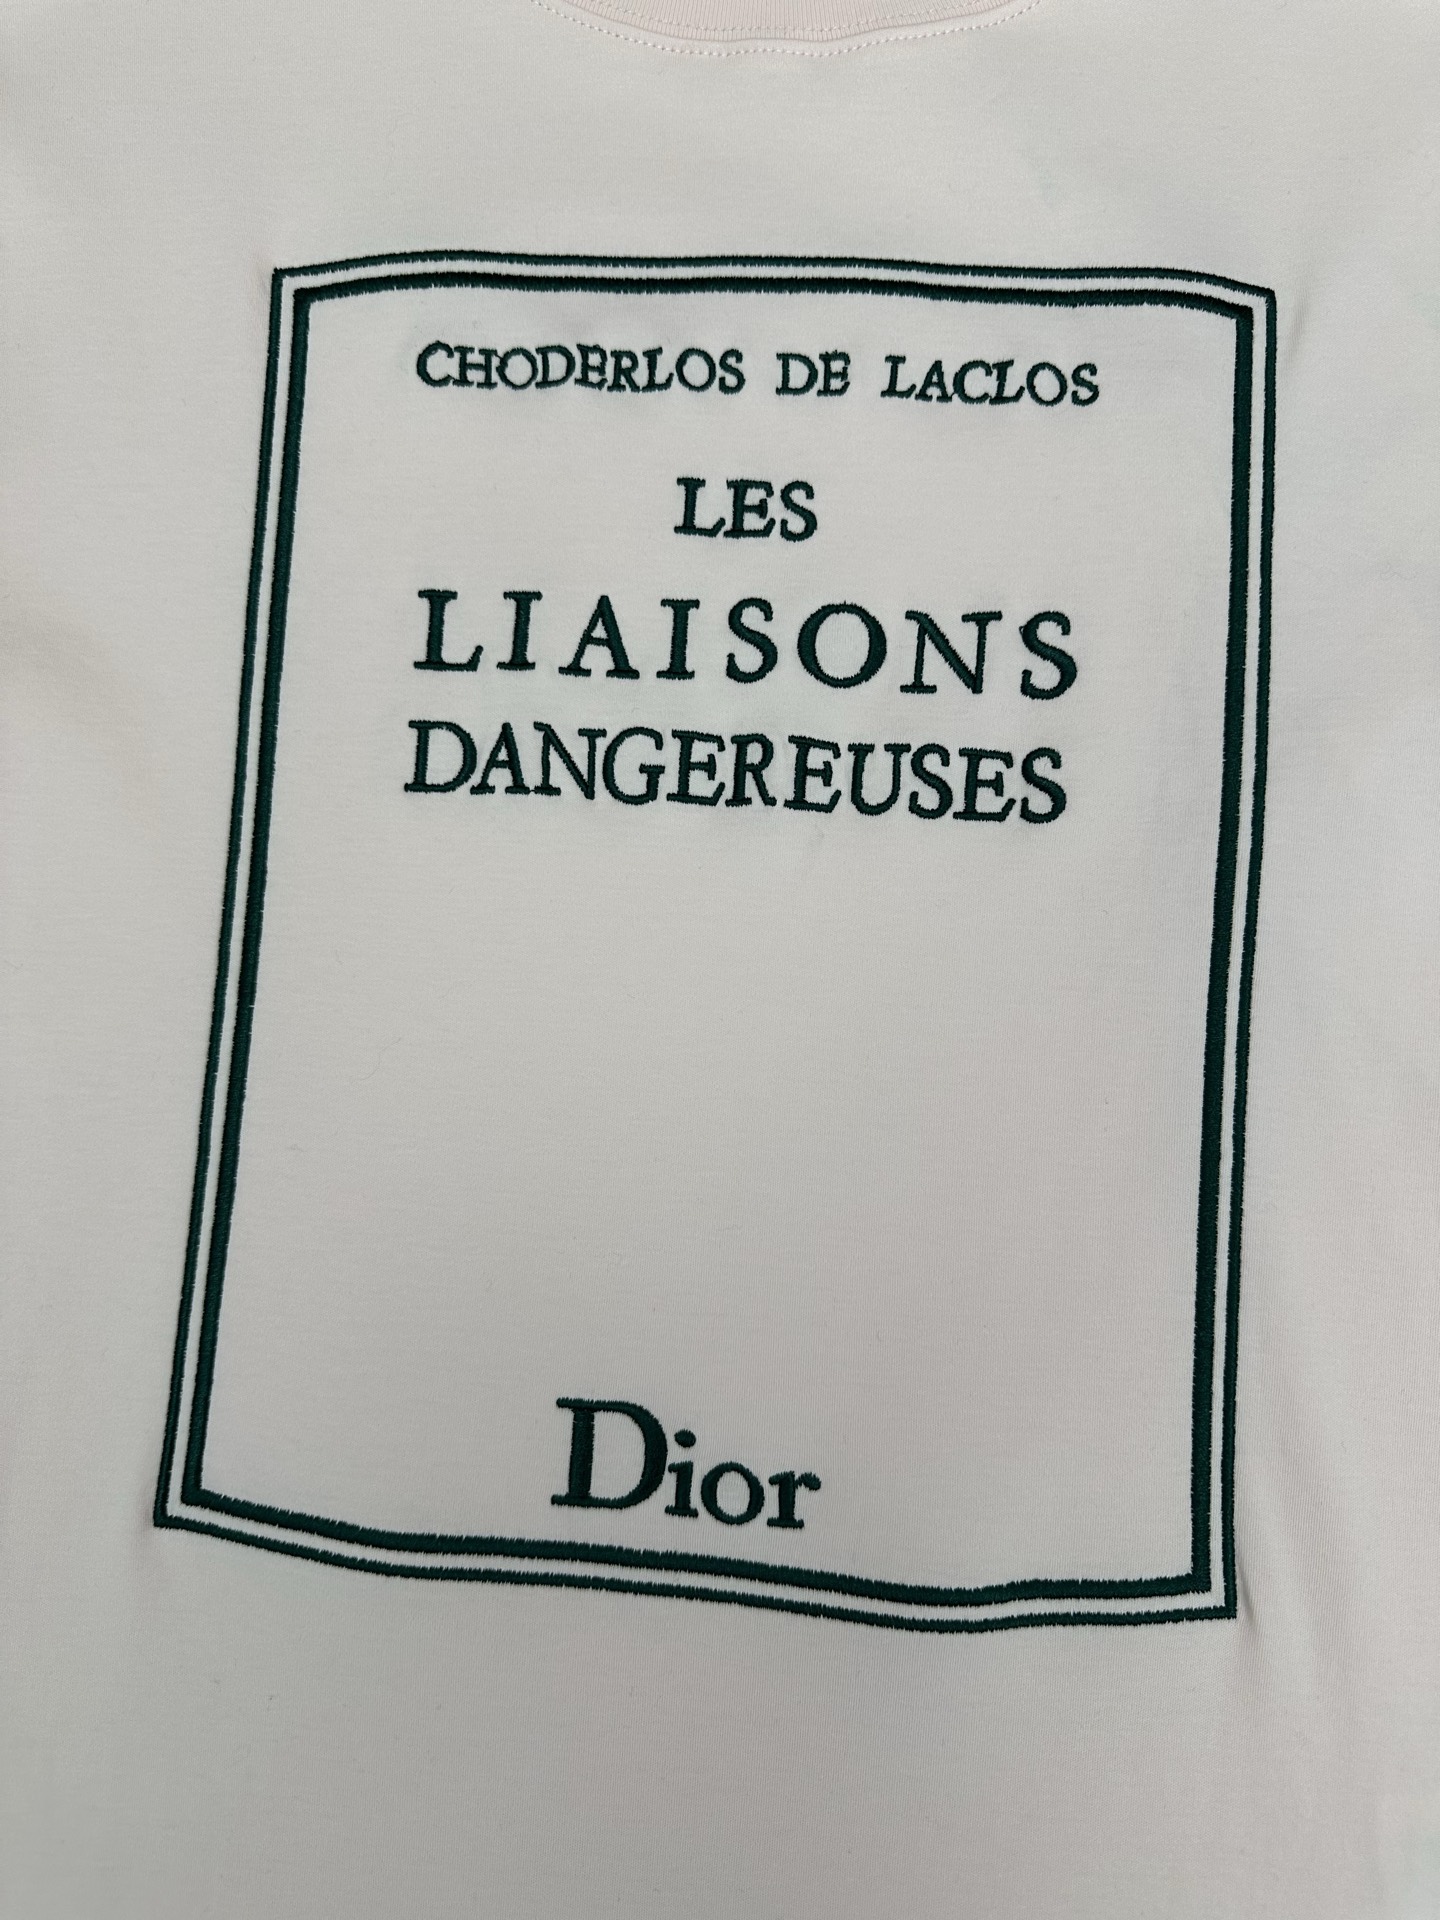 CHODERLOS DE LACLOS
LES
LIAISONS
DANGEREUSES
Dior